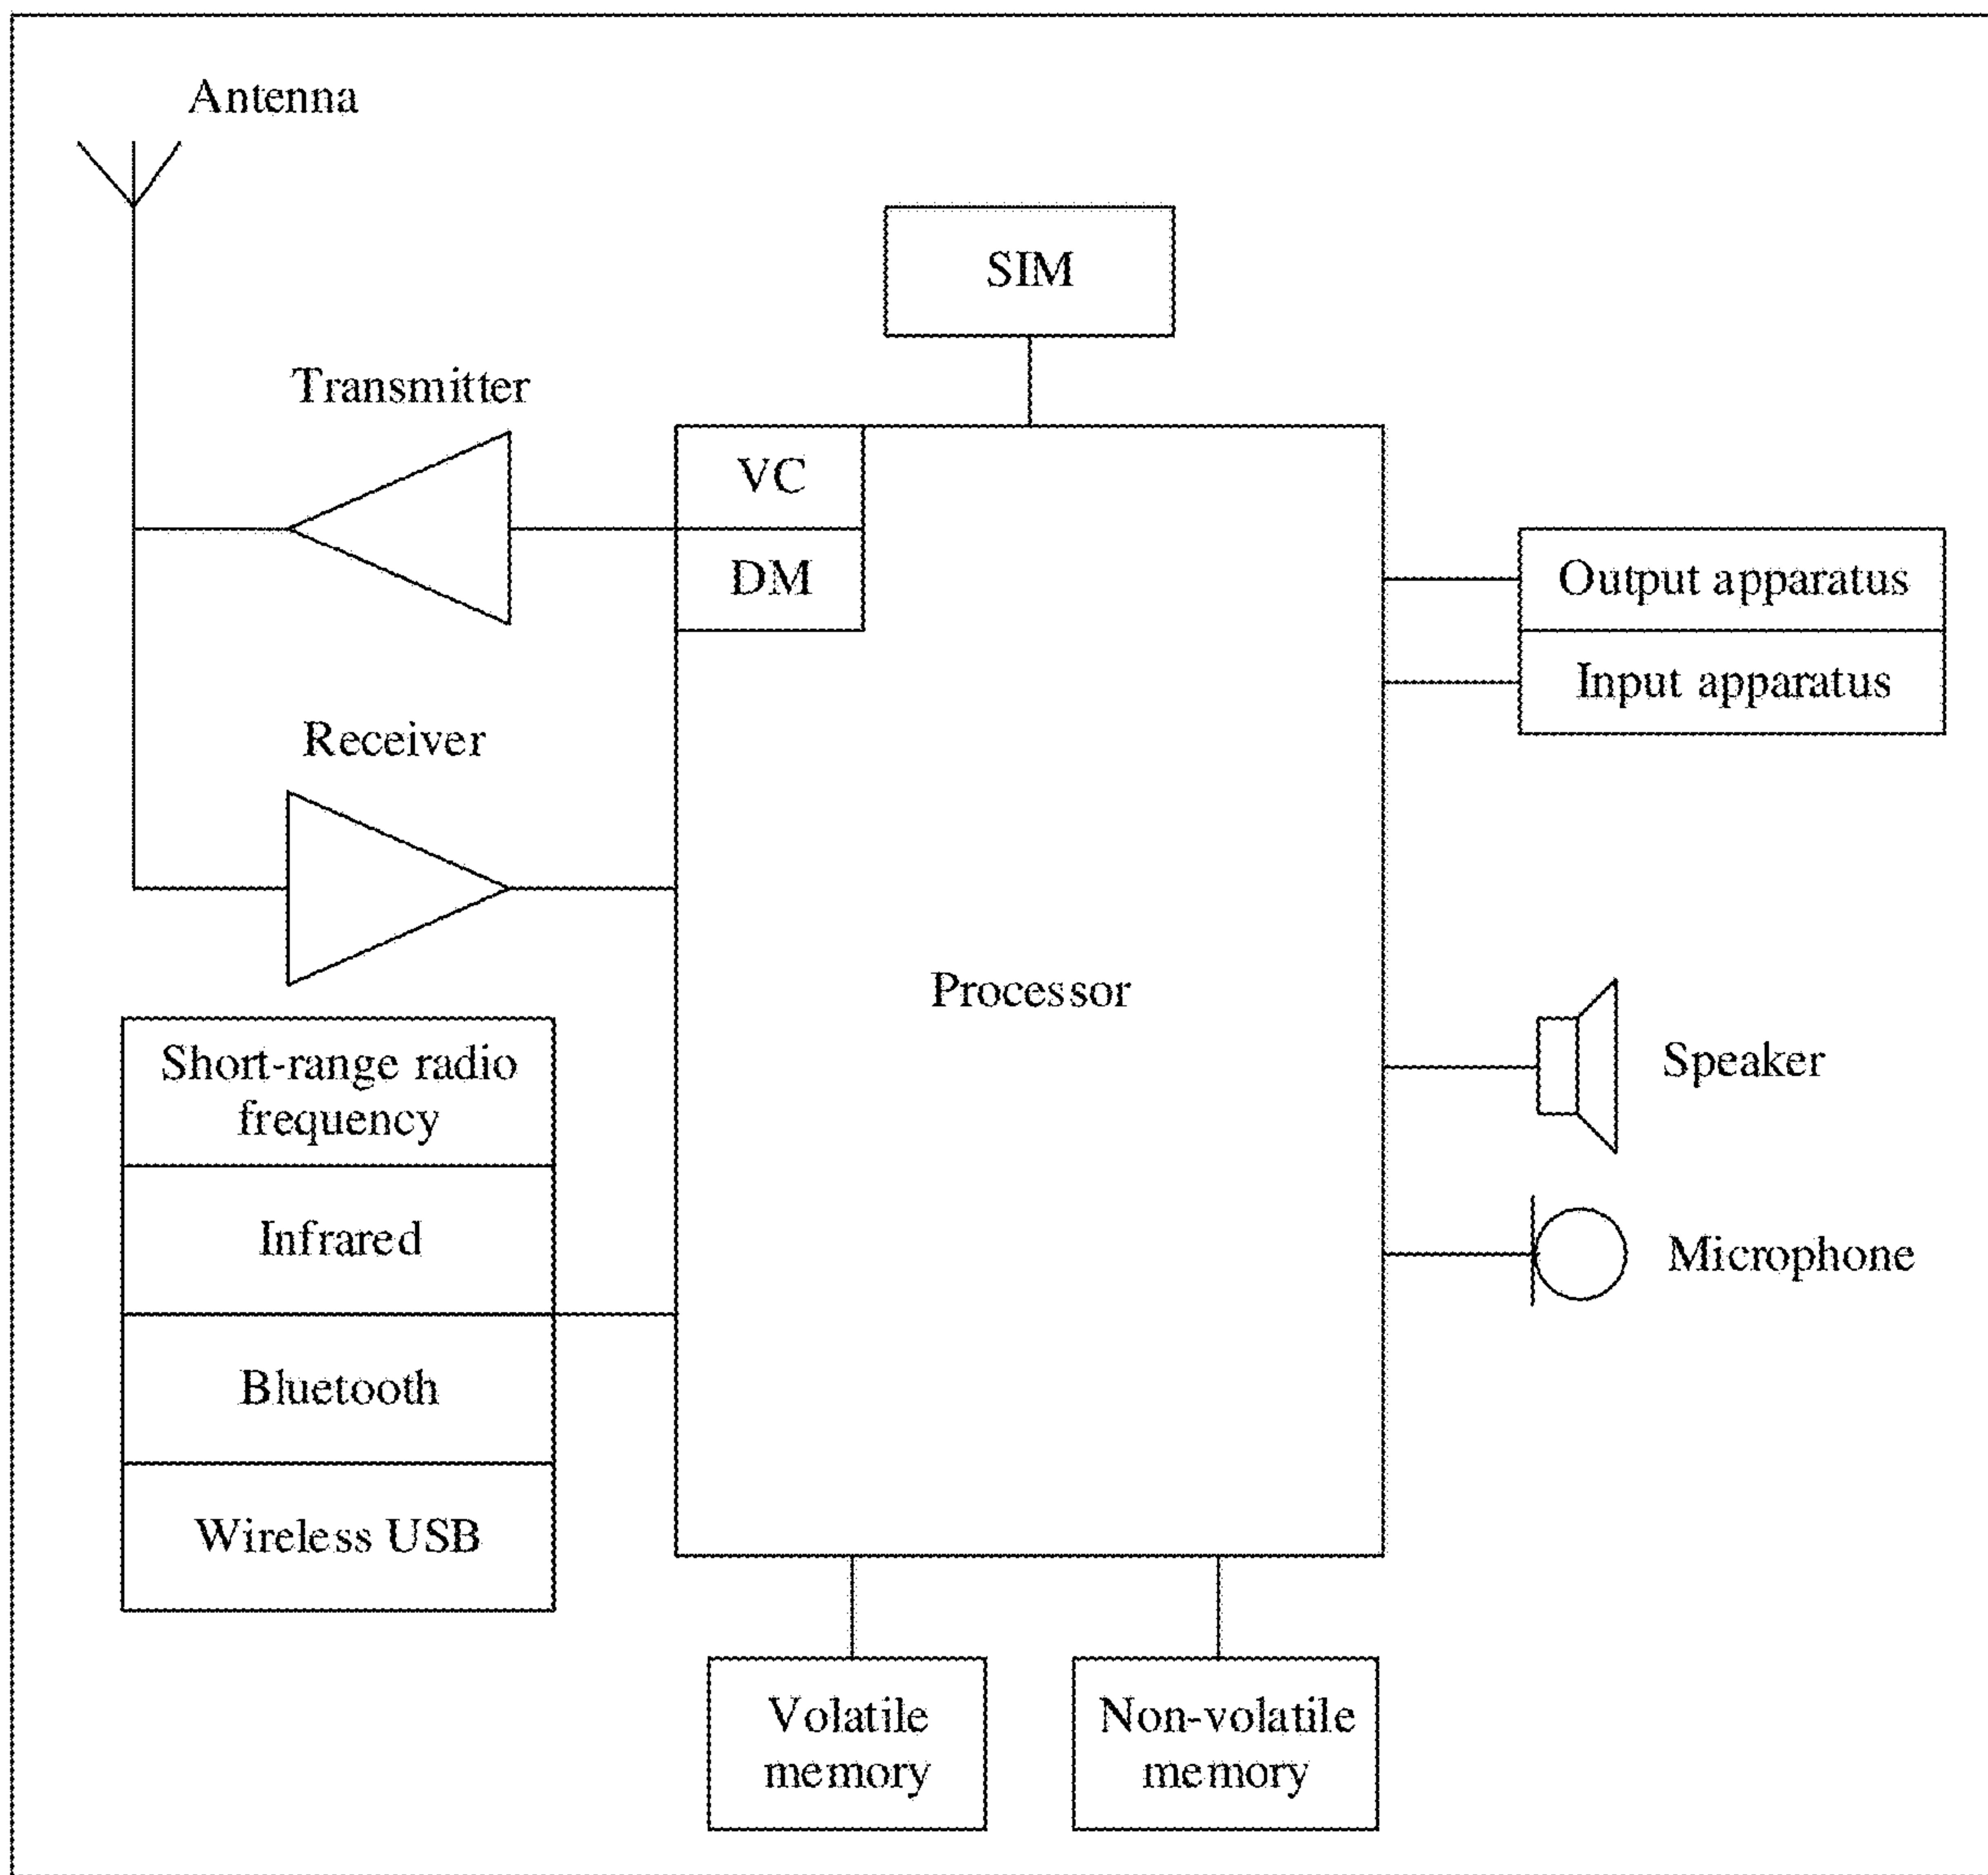 Antenna
SIM
Transmitter
VC
DM
Output apparatus
Input apparatus
Receiver
Processor
Short-range radio
frequency
Infrared
Bluetooth
Wireless USB
Speaker
Microphone
Volatile
memory
Non-volatile
memory